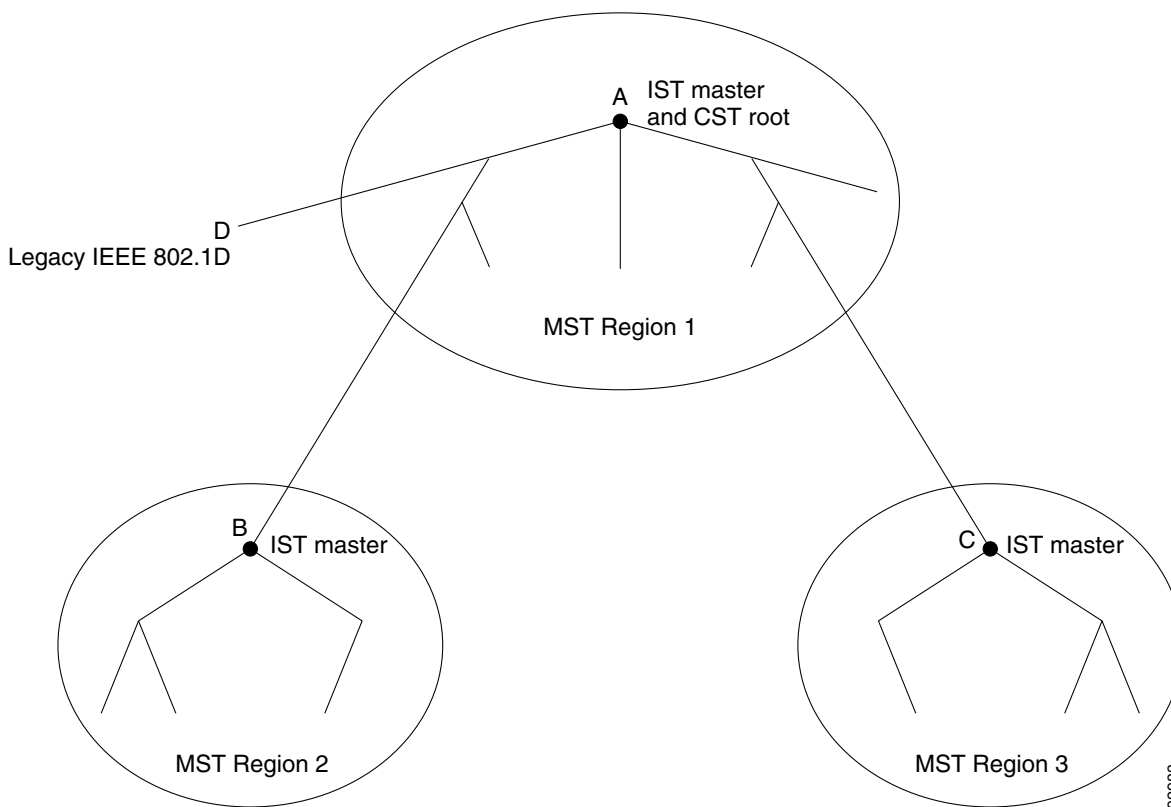 A
IST master
and CST root
D
Legacy IEEE 802.1D
MST Region 1
B
IST master
C
IST master
MST Region 2
MST Region 3